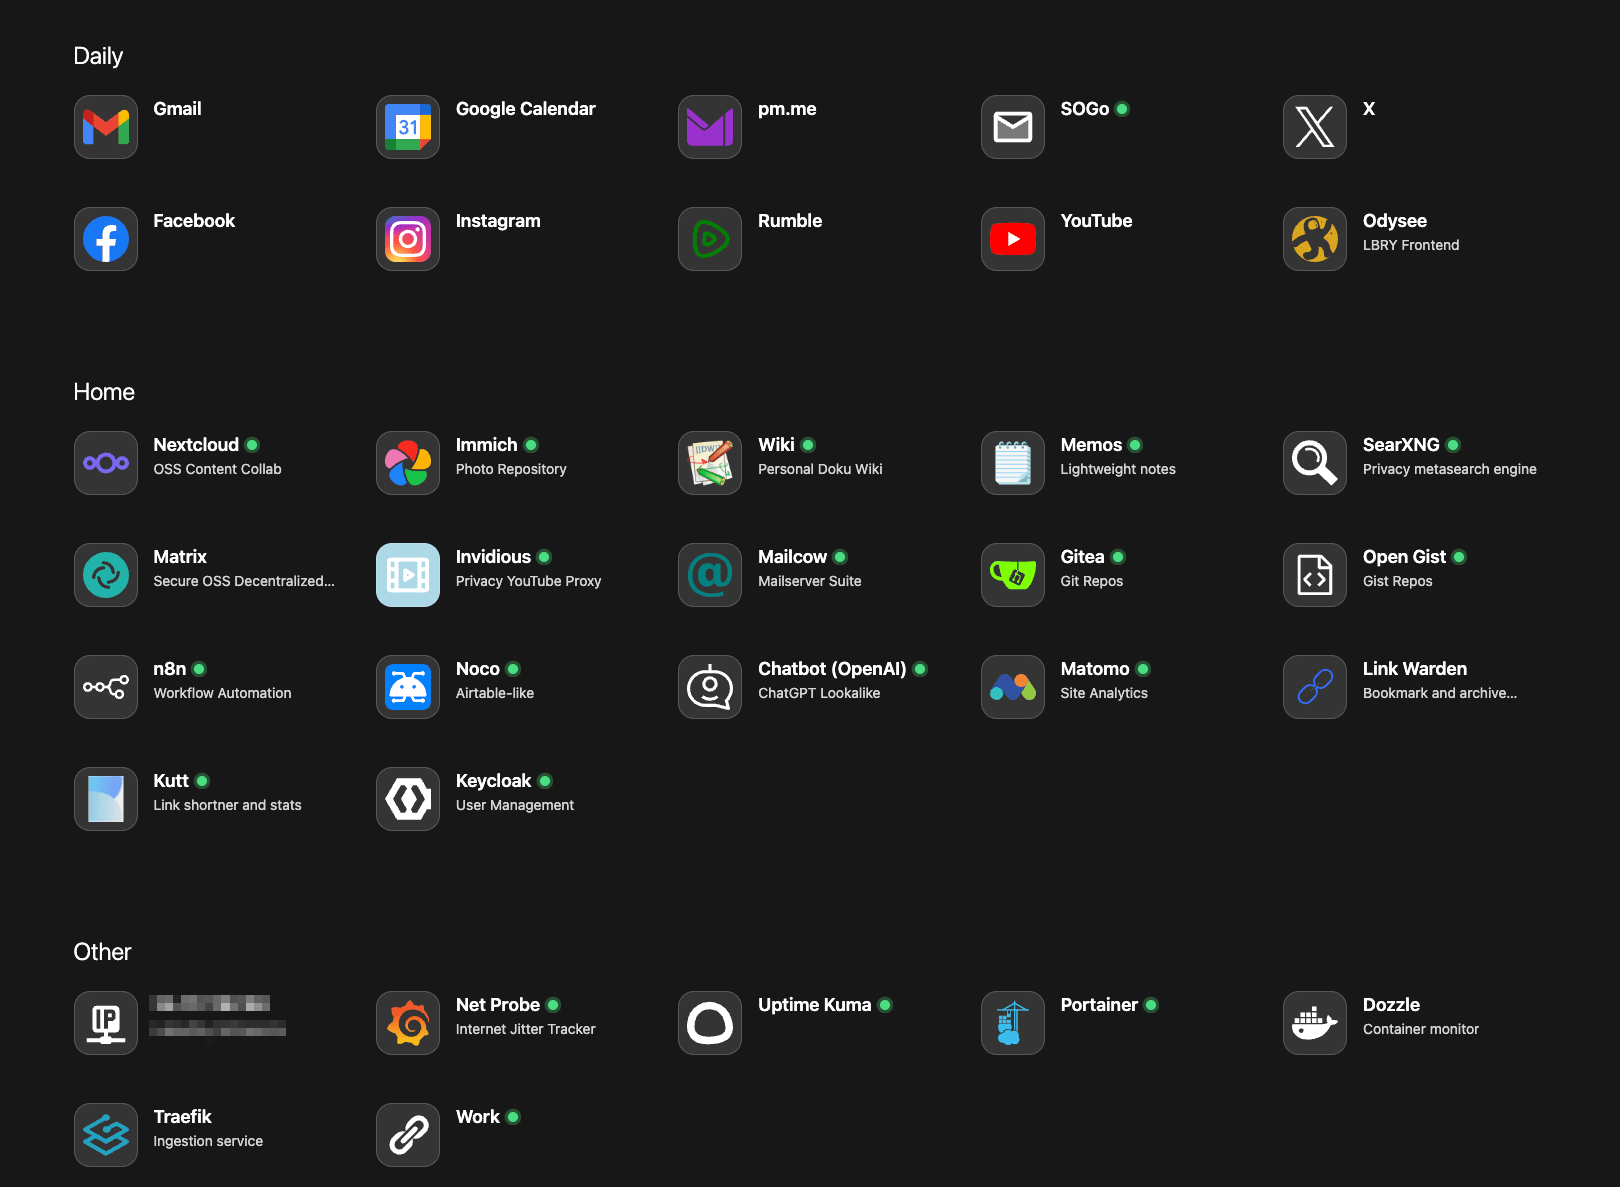 Daily
Gmail
31
Google Calendar
pm.me
SOGo
X
Facebook
Instagram
Rumble
YouTube
Odysee
LBRY Frontend
Home
Nextcloud
OSS Content Collab
Immich
Photo Repository
[[DW]]
Wiki
Personal Doku Wiki
Memos
Lightweight notes
SearXNG
Privacy metasearch engine
Matrix
Secure OSS Decentralized...
Invidious
Privacy YouTube Proxy
@
Mailcow
Mailserver Suite
Gitea
Git Repos
Open Gist
Gist Repos
n8n
Workflow Automation
Noco
Airtable-like
Chatbot (OpenAI)
ChatGPT Lookalike
Matomo
Site Analytics
Link Warden
Bookmark and archive...
Kutt
Link shortner and stats
Keycloak
User Management
Other
IP
Net Probe
Internet Jitter Tracker
Uptime Kuma
Portainer
Dozzle
Container monitor
Traefik
Ingestion service
Work